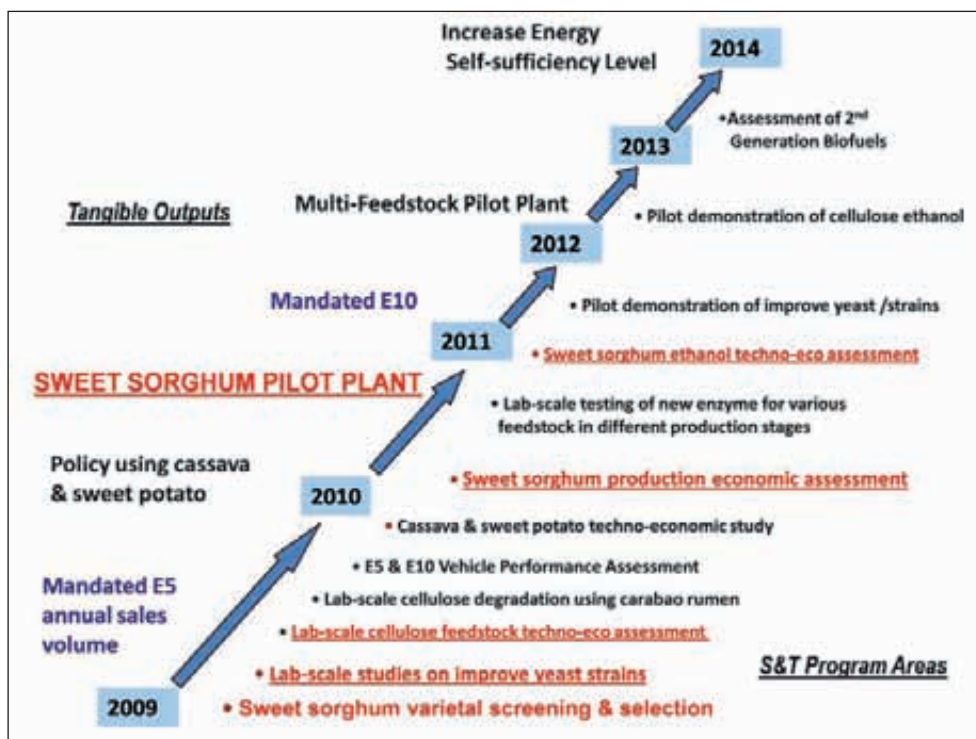 Increase Energy
Self-sufficiency Level
2014
• Assessment of 2nd
Generation Biofuels
2013
Tangible Outputs
Multi-Feedstock Pilot Plant
• Pilot demonstration of cellulose ethanol
2012
Mandated E10
• Pilot demonstration of improve yeast /strains
2011
• Sweet sorghum ethanol techno-eco assessment
SWEET SORGHUM PILOT PLANT
• Lab-scale testing of new enzyme for various
feedstock in different production stages
Policy using cassava
& sweet potato
• Sweet sorghum production economic assessment
2010
• Cassava & sweet potato techno-economic study
• E5 & E10 Vehicle Performance Assessment
Mandated E5
annual sales
volume
• Lab-scale cellulose degradation using carabao rumen
• Lab-scale cellulose feedstock techno-eco assessment
• Lab-scale studies on improve yeast strains
S&T Program Areas
2009
• Sweet sorghum varietal screening & selection